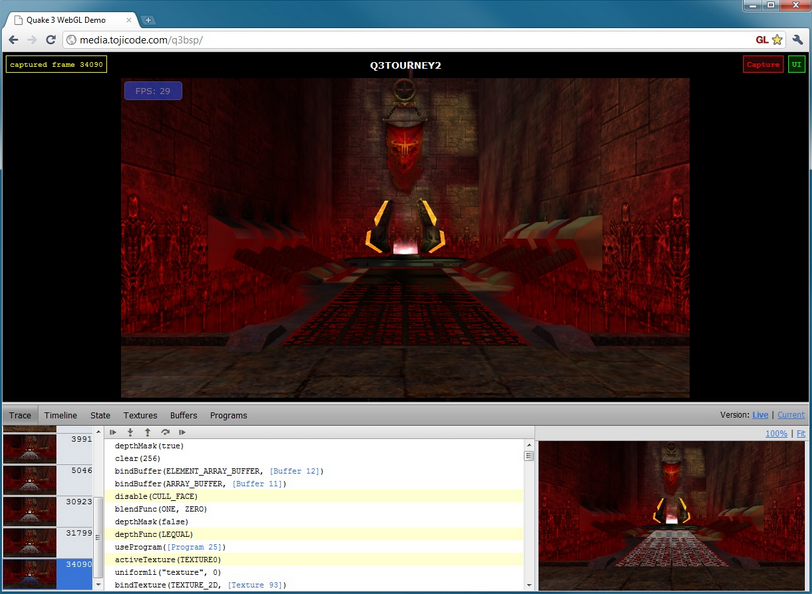 Quake 3 WebGL Demo
media.tojicode.com/q3bsp/
GL
captured frame 34090
Q3TOURNEY2
Capture
UI
FPS: 29
Trace Timeline State Textures Buffers Programs
Version: Live | Current
100% | Fit
3991
5046
30923
31799
34090
depthMask(true)
clear(256)
bindBuffer(ELEMENT_ARRAY_BUFFER, [Buffer 12])
bindBuffer(ARRAY_BUFFER, [Buffer 11])
disable(CULL_FACE)
blendFunc(ONE, ZERO)
depthMask(false)
depthFunc(LEQUAL)
useProgram([Program 25])
activeTexture(TEXTURE0)
uniform1i("texture", 0)
bindTexture(TEXTURE_2D, [Texture 93])